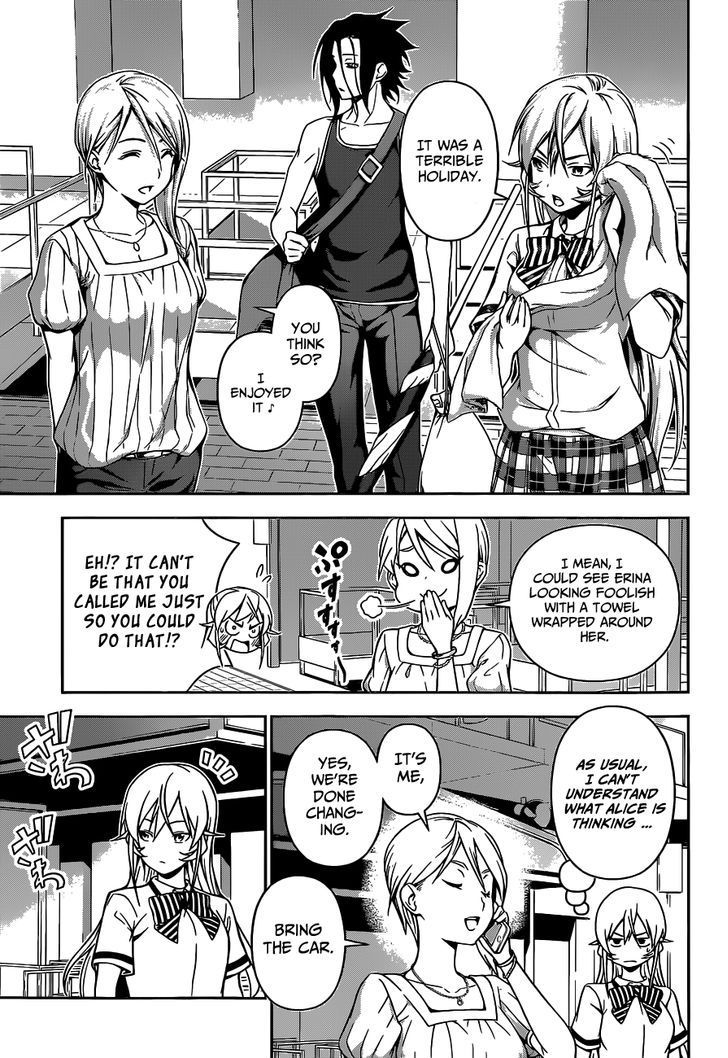 IT WAS A
TERRIBLE
HOLIDAY.
YOU
THINK
SO?
I
ENJOYED
IT ♪
I MEAN, I
COULD SEE ERINA
LOOKING FOOLISH
WITH A TOWEL
WRAPPED AROUND
HER.
ぷすすすぅ〜
EH!? IT CAN'T
BE THAT YOU
CALLED ME JUST
SO YOU COULD
DO THAT!?
AS USUAL,
I CAN'T
UNDERSTAND
WHAT ALICE IS
THINKING ...
IT'S
ME,
YES,
WE'RE
DONE
CHANG-
ING.
BRING
THE CAR.
ざわ
ざわ